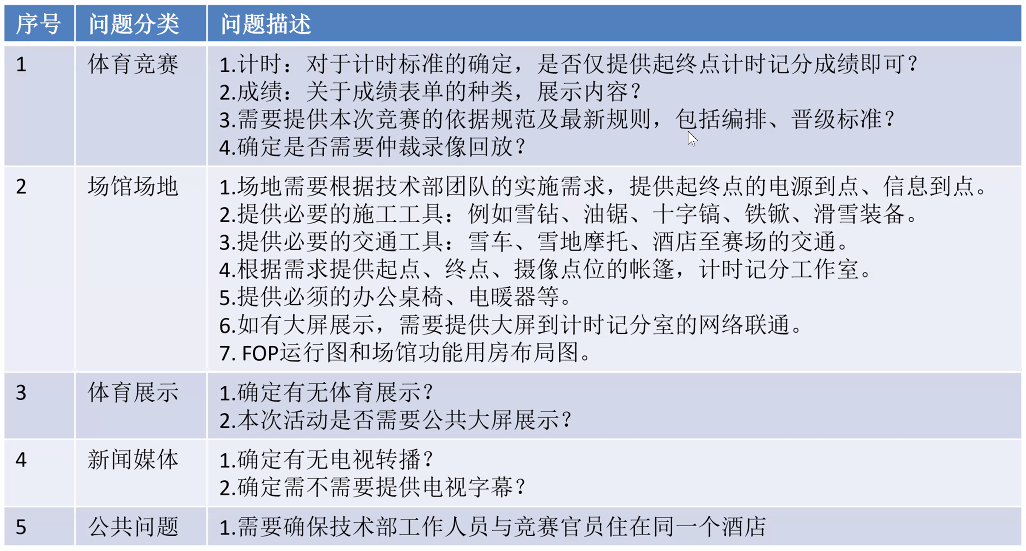 序号 问题分类 问题描述
1 体育竞赛 1.计时：对于计时标准的确定，是否仅提供起终点计时记分成绩即可？
2.成绩：关于成绩表单的种类，展示内容？
3.需要提供本次竞赛的依据规范及最新规则，包括编排、晋级标准？
4.确定是否需要仲裁录像回放？
2 场馆场地 1.场地需要根据技术部团队的实施需求，提供起终点的电源到点、信息到点。
2.提供必要的施工工具：例如雪钻、油锯、十字镐、铁锨、滑雪装备。
3.提供必要的交通工具：雪车、雪地摩托、酒店至赛场的交通。
4.根据需求提供起点、终点、摄像点位的帐篷，计时记分工作室。
5.提供必须的办公桌椅、电暖器等。
6.如有大屏展示，需要提供大屏到计时记分室的网络联通。
7. FOP运行图和场馆功能用房布局图。
3 体育展示 1.确定有无体育展示？
2.本次活动是否需要公共大屏展示？
4 新闻媒体 1.确定有无电视转播？
2.确定需不需要提供电视字幕？
5 公共问题 1.需要确保技术部工作人员与竞赛官员住在同一个酒店